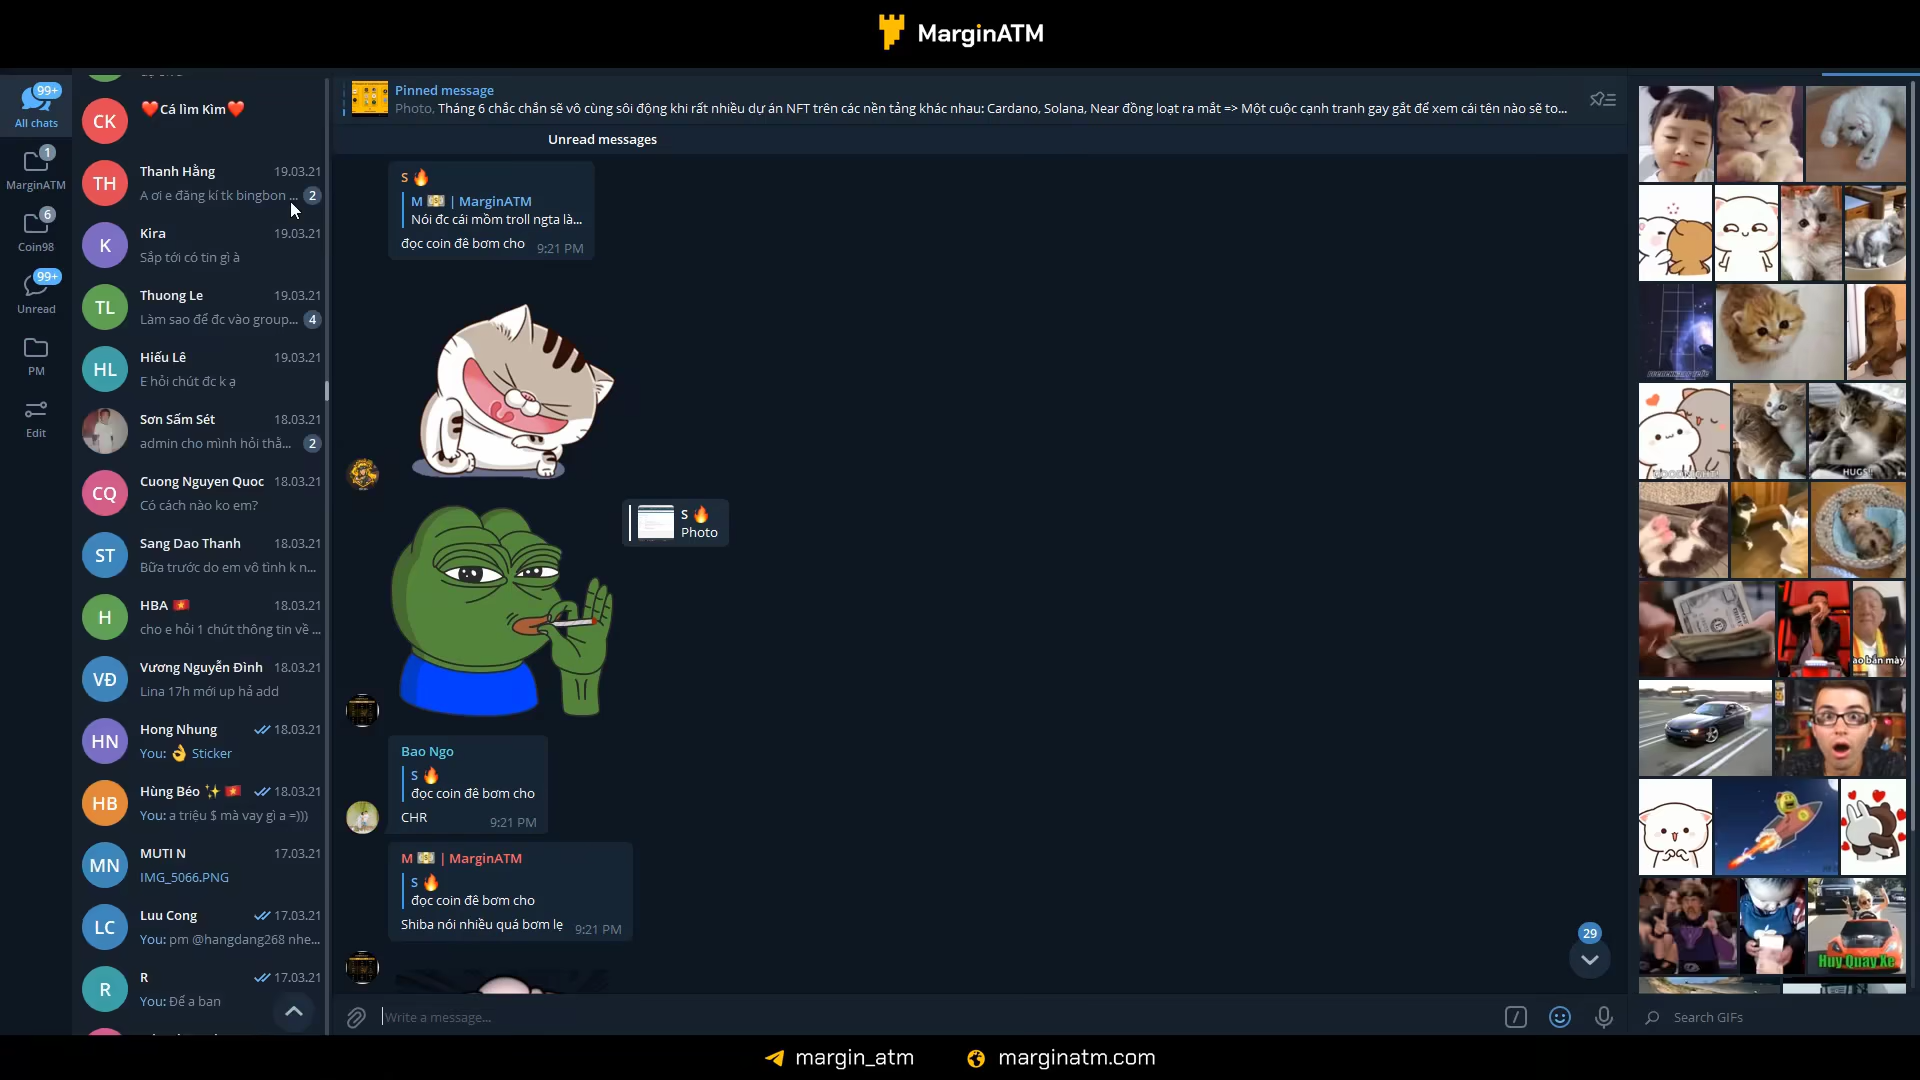 MarginATM
99+
All chats
1
MarginATM
6
Coin98
99+
Unread
PM
Edit
CK
❤️Cá lìm Kìm❤️
TH
Thanh Hằng
19.03.21
A ơi e đăng kí tk bingbon ...
2
K
Kira
19.03.21
Sắp tới có tin gì à
TL
Thuong Le
19.03.21
Làm sao để đc vào group...
4
HL
Hiếu Lê
19.03.21
E hỏi chút đc k ạ
Sơn Sấm Sét
18.03.21
admin cho mình hỏi thằ...
2
CQ
Cuong Nguyen Quoc
18.03.21
Có cách nào ko em?
ST
Sang Dao Thanh
18.03.21
Bữa trước do em vô tình k n...
H
HBA 🇻🇳
18.03.21
cho e hỏi 1 chút thông tin về ...
VĐ
Vương Nguyễn Đình
18.03.21
Lina 17h mới up hả add
HN
Hong Nhung
18.03.21
You: 👌 Sticker
HB
Hùng Béo ✨ 🇻🇳
18.03.21
You: a triệu $ mà vay gì a =)))
MN
MUTI N
17.03.21
IMG_5066.PNG
LC
Luu Cong
17.03.21
You: pm @hangdang268 nhe...
R
R
17.03.21
You: Để a ban
Pinned message
Photo, Tháng 6 chắc chắn sẽ vô cùng sôi động khi rất nhiều dự án NFT trên các nền tảng khác nhau: Cardano, Solana, Near đồng loạt ra mắt => Một cuộc cạnh tranh gay gắt để xem cái tên nào sẽ to...
Unread messages
S 🔥
M 💵 | MarginATM
Nói đc cái mồm troll ngta là...
đọc coin đê bơm cho
9:21 PM
S 🔥
Photo
Bao Ngo
S 🔥
đọc coin đê bơm cho
CHR
9:21 PM
M 💵 | MarginATM
S 🔥
đọc coin đê bơm cho
Shiba nói nhiều quá bơm lẹ
9:21 PM
29
Write a message...
HUGS!!
ao bản mày
Huy Quay Xe
Search GIFs
margin_atm
marginatm.com